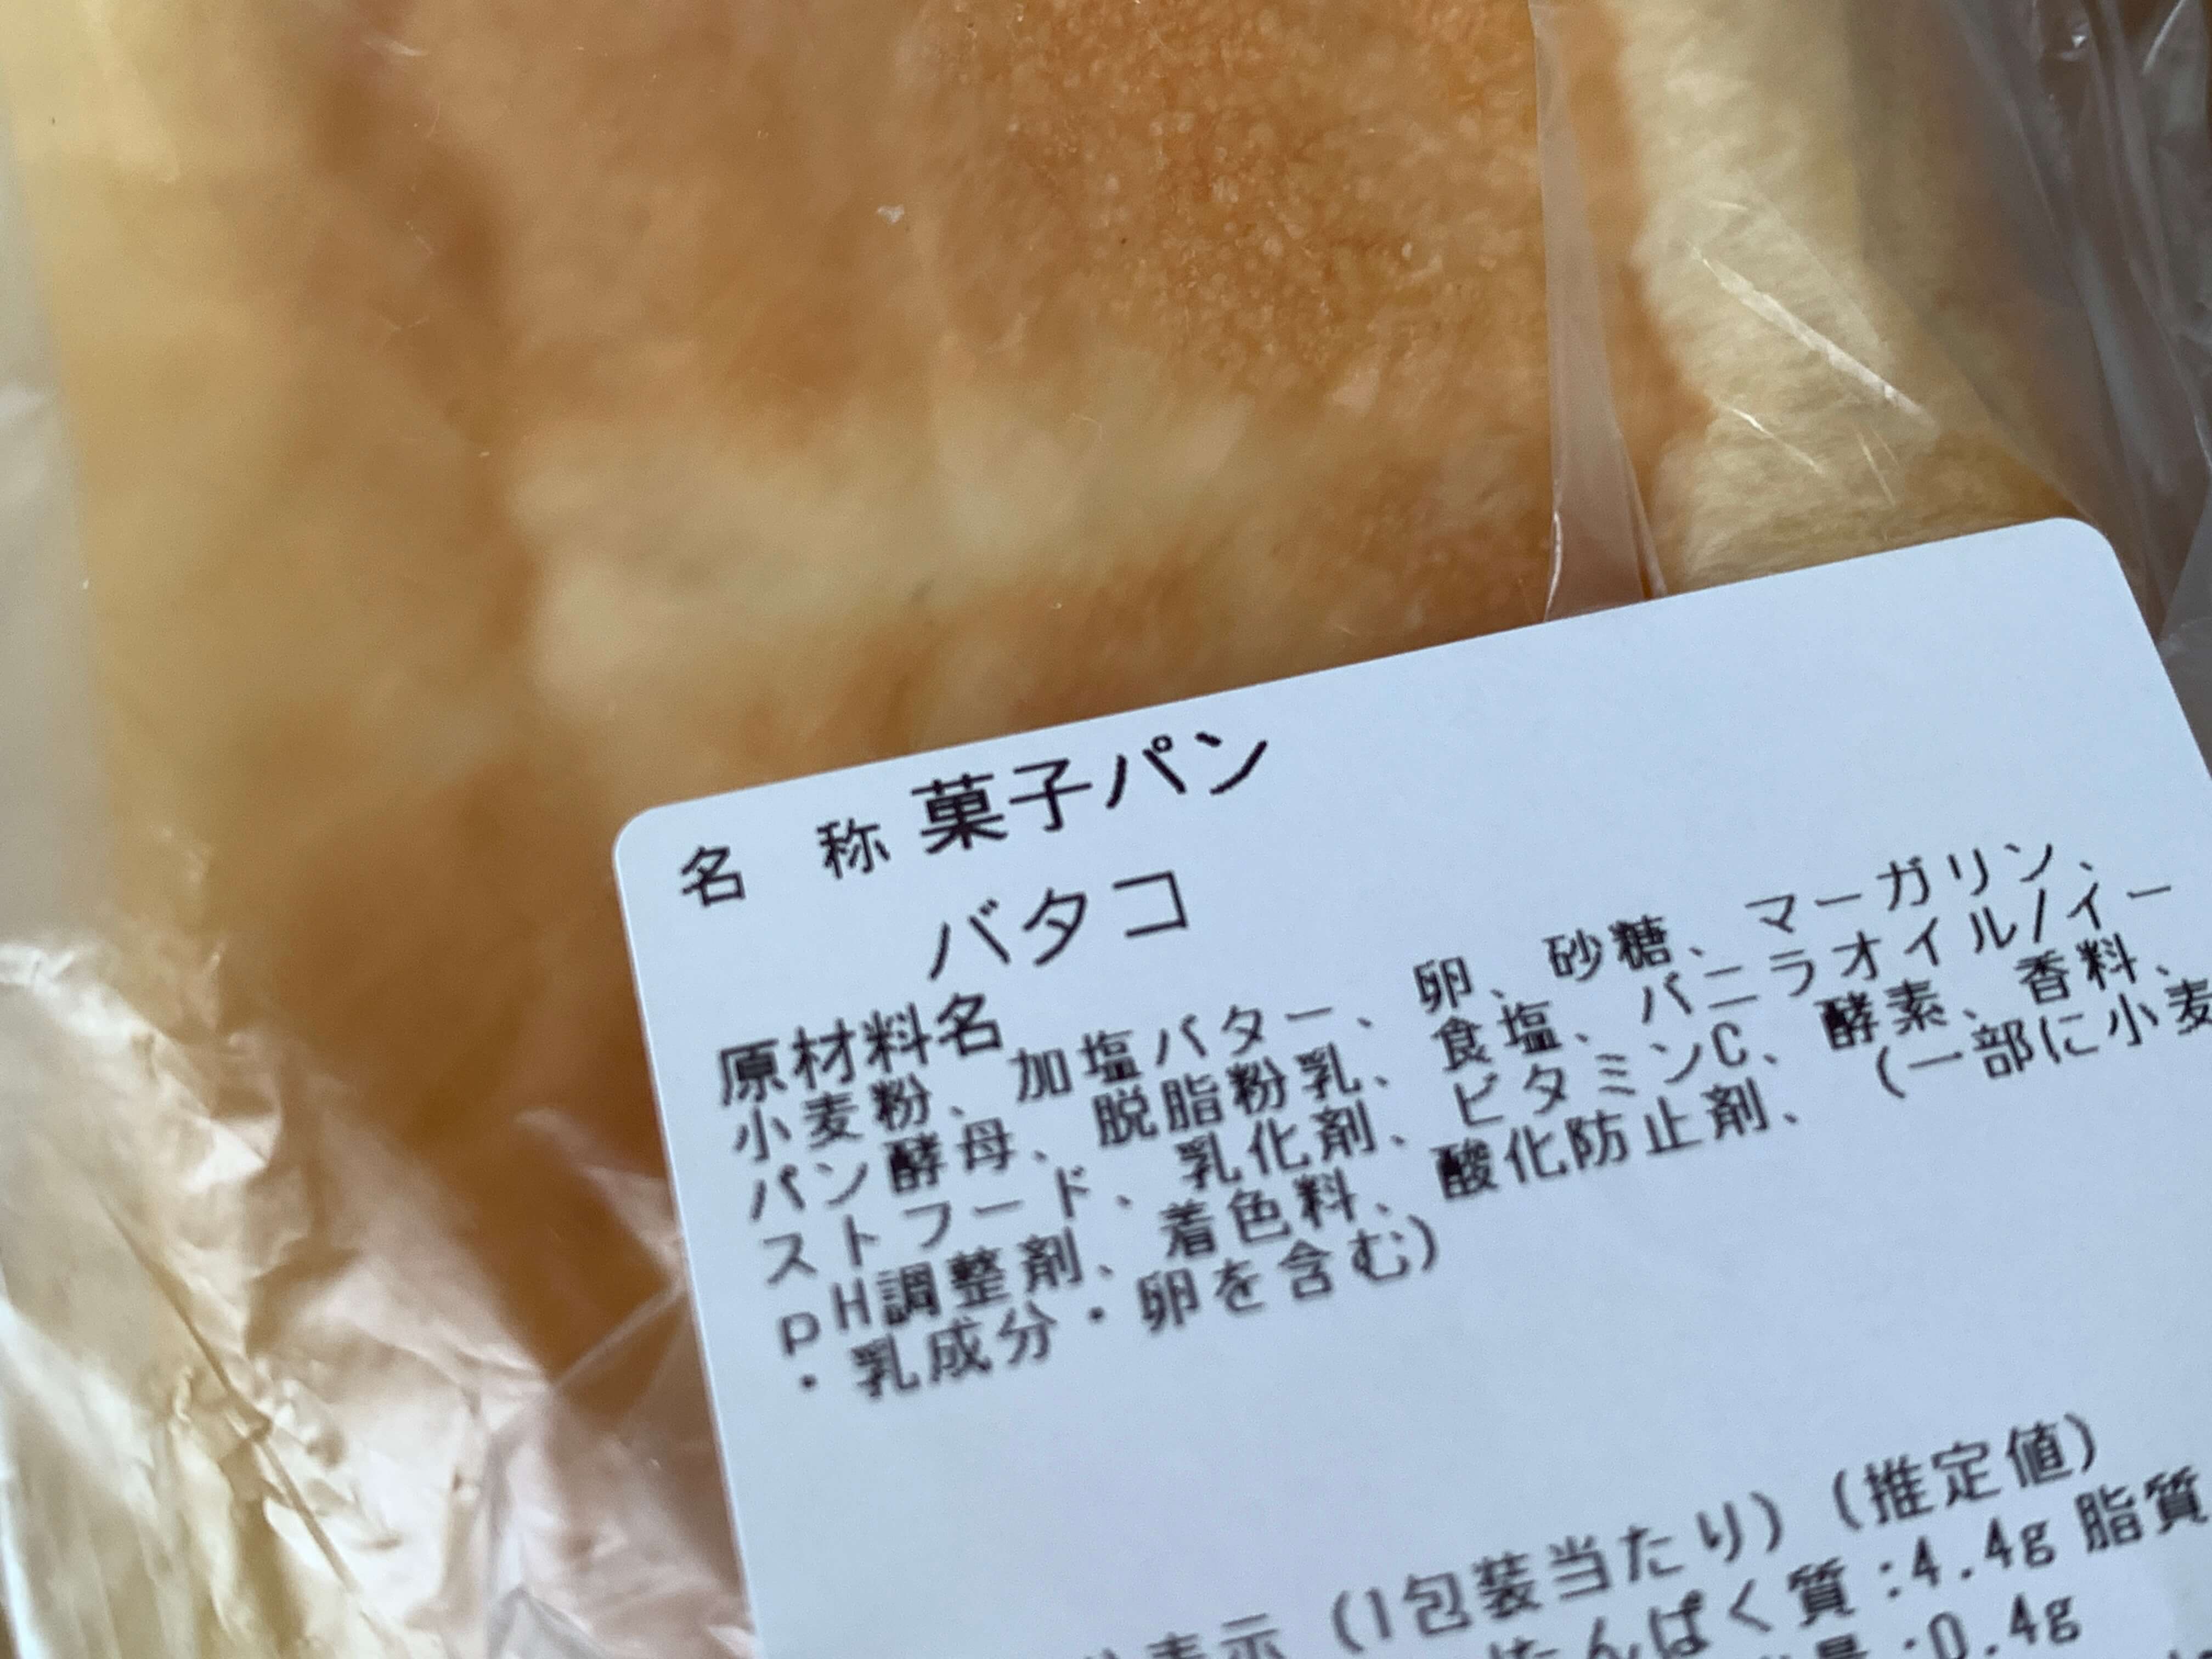 名 称 菓子パン
バタコ
原材料名
小麦粉、加塩バター、卵、砂糖、マーガリン、
パン酵母、脱脂粉乳、食塩、バニラオイル/イー
ストフード、乳化剤、ビタミンC、酵素、香料、
pH調整剤、着色料、酸化防止剤、（一部に小麦
・乳成分・卵を含む）
表示（1包装当たり）（推定値）
たんぱく質:4.4g 脂質
量:0.4g